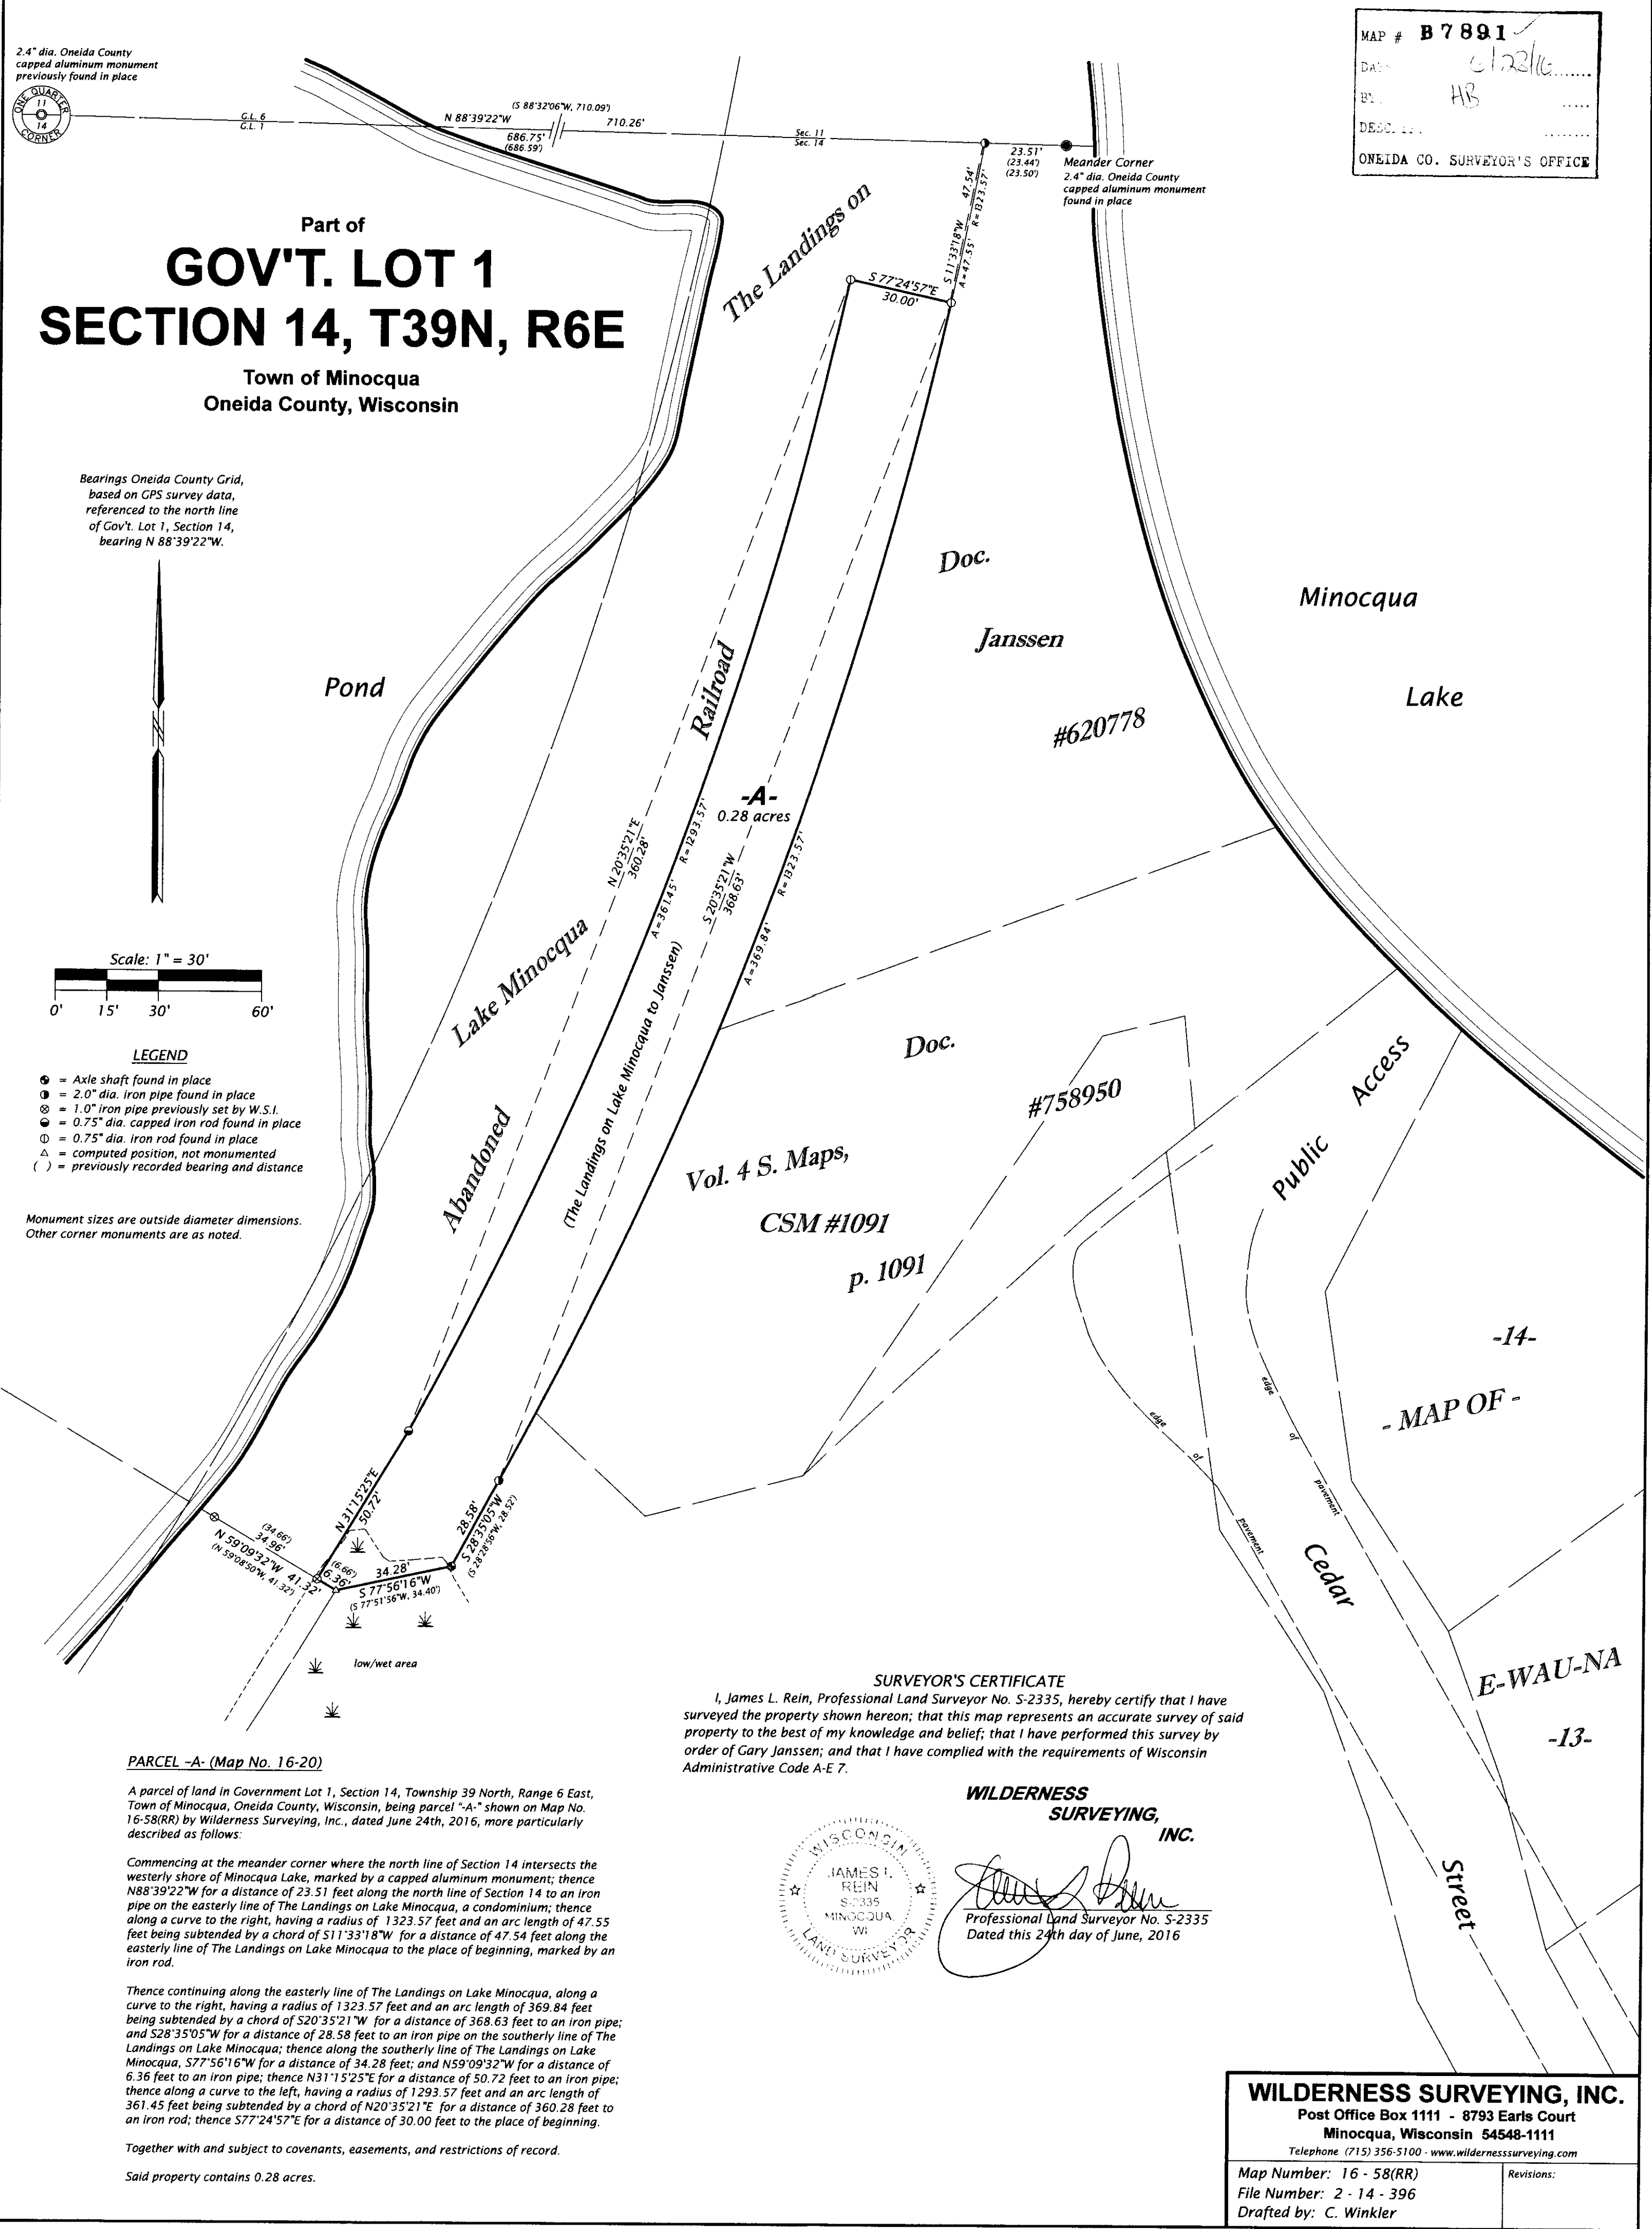 2.4" dia. Oneida County
capped aluminum monument
previously found in place
ONE QUARTER
11
14
CORNER
G.L. 6
G.L. 1
N 88°39'22"W
(S 88°32'06"W, 710.09')
686.75'
(686.59')
710.26'
Sec. 11
Sec. 14
23.51'
(23.44')
(23.50')
Meander Corner
2.4" dia. Oneida County
capped aluminum monument
found in place
MAP # B7891
BY. HB
ONEIDA CO. SURVEYOR'S OFFICE
Part of
GOV'T. LOT 1
SECTION 14, T39N, R6E
Town of Minocqua
Oneida County, Wisconsin
The Landings on
S 11°33'18"W 47.54'
A=47.55' R=1323.57'
S 77°24'57"E
30.00'
Bearings Oneida County Grid,
based on GPS survey data,
referenced to the north line
of Gov't. Lot 1, Section 14,
bearing N 88°39'22"W.
N
Pond
Railroad
Doc.
Janssen
#620778
Minocqua
Lake
-A-
0.28 acres
N 20°35'21"E
360.28'
A=361.45' R=1293.57'
S 20°35'21"W
368.63'
A=369.84' R=1323.57'
Lake Minocqua
(The Landings on Lake Minocqua to Janssen)
Abandoned
Scale: 1" = 30'
0' 15' 30' 60'
LEGEND
= Axle shaft found in place
= 2.0" dia. iron pipe found in place
= 1.0" iron pipe previously set by W.S.I.
= 0.75" dia. capped iron rod found in place
= 0.75" dia. iron rod found in place
= computed position, not monumented
( ) = previously recorded bearing and distance
Monument sizes are outside diameter dimensions.
Other corner monuments are as noted.
Doc.
#758950
Vol. 4 S. Maps,
CSM #1091
p. 1091
Public Access
-14-
- MAP OF -
edge of pavement
edge of pavement
Cedar
Street
E-WAU-NA
-13-
N 31°15'25"E
50.72'
28.58'
S 28°35'05"W
(S 28°28'56"W, 28.52')
(34.66')
34.96'
N 59°09'32"W 41.32'
(N 59°08'50"W, 41.32')
(6.66')
6.36'
34.28'
S 77°56'16"W
(S 77°51'56"W, 34.40')
low/wet area
SURVEYOR'S CERTIFICATE
I, James L. Rein, Professional Land Surveyor No. S-2335, hereby certify that I have
surveyed the property shown hereon; that this map represents an accurate survey of said
property to the best of my knowledge and belief; that I have performed this survey by
order of Gary Janssen; and that I have complied with the requirements of Wisconsin
Administrative Code A-E 7.
WILDERNESS
SURVEYING,
INC.
WISCONSIN
JAMES L.
REIN
S-2335
MINOCQUA,
WI
LAND SURVEYOR
Professional Land Surveyor No. S-2335
Dated this 24th day of June, 2016
PARCEL -A- (Map No. 16-20)
A parcel of land in Government Lot 1, Section 14, Township 39 North, Range 6 East,
Town of Minocqua, Oneida County, Wisconsin, being parcel "-A-" shown on Map No.
16-58(RR) by Wilderness Surveying, Inc., dated June 24th, 2016, more particularly
described as follows:
Commencing at the meander corner where the north line of Section 14 intersects the
westerly shore of Minocqua Lake, marked by a capped aluminum monument; thence
N88°39'22"W for a distance of 23.51 feet along the north line of Section 14 to an iron
pipe on the easterly line of The Landings on Lake Minocqua, a condominium; thence
along a curve to the right, having a radius of 1323.57 feet and an arc length of 47.55
feet being subtended by a chord of S11°33'18"W for a distance of 47.54 feet along the
easterly line of The Landings on Lake Minocqua to the place of beginning, marked by an
iron rod.
Thence continuing along the easterly line of The Landings on Lake Minocqua, along a
curve to the right, having a radius of 1323.57 feet and an arc length of 369.84 feet
being subtended by a chord of S20°35'21"W for a distance of 368.63 feet to an iron pipe;
and S28°35'05"W for a distance of 28.58 feet to an iron pipe on the southerly line of The
Landings on Lake Minocqua; thence along the southerly line of The Landings on Lake
Minocqua, S77°56'16"W for a distance of 34.28 feet; and N59°09'32"W for a distance of
6.36 feet to an iron pipe; thence N31°15'25"E for a distance of 50.72 feet to an iron pipe;
thence along a curve to the left, having a radius of 1293.57 feet and an arc length of
361.45 feet being subtended by a chord of N20°35'21"E for a distance of 360.28 feet to
an iron rod; thence S77°24'57"E for a distance of 30.00 feet to the place of beginning.
Together with and subject to covenants, easements, and restrictions of record.
Said property contains 0.28 acres.
WILDERNESS SURVEYING, INC.
Post Office Box 1111 - 8793 Earls Court
Minocqua, Wisconsin 54548-1111
Telephone (715) 356-5100 - www.wildernesssurveying.com
Map Number: 16 - 58(RR)
File Number: 2 - 14 - 396
Drafted by: C. Winkler
Revisions: